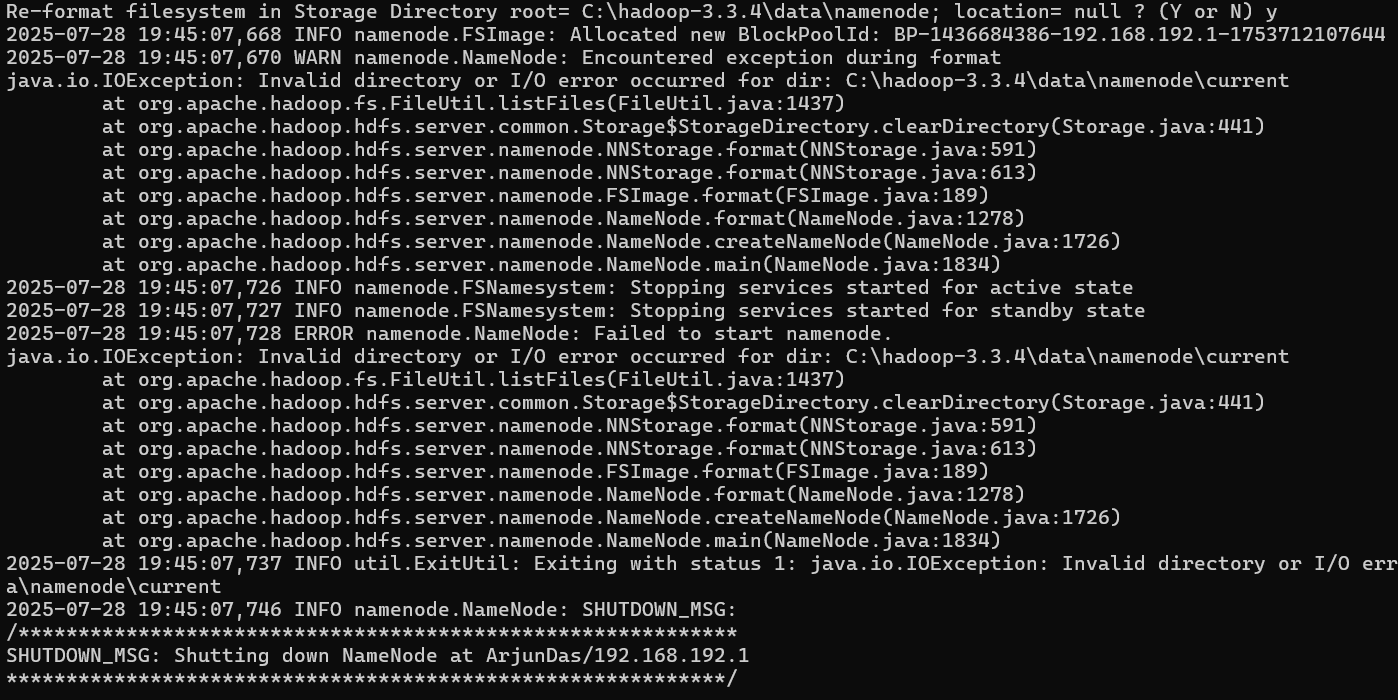 Re-format filesystem in Storage Directory root= C:\hadoop-3.3.4\data\namenode; location= null ? (Y or N) y
2025-07-28 19:45:07,668 INFO namenode.FSImage: Allocated new BlockPoolId: BP-1436684386-192.168.192.1-1753712107644
2025-07-28 19:45:07,670 WARN namenode.NameNode: Encountered exception during format
java.io.IOException: Invalid directory or I/O error occurred for dir: C:\hadoop-3.3.4\data\namenode\current
        at org.apache.hadoop.fs.FileUtil.listFiles(FileUtil.java:1437)
        at org.apache.hadoop.hdfs.server.common.Storage$StorageDirectory.clearDirectory(Storage.java:441)
        at org.apache.hadoop.hdfs.server.namenode.NNStorage.format(NNStorage.java:591)
        at org.apache.hadoop.hdfs.server.namenode.NNStorage.format(NNStorage.java:613)
        at org.apache.hadoop.hdfs.server.namenode.FSImage.format(FSImage.java:189)
        at org.apache.hadoop.hdfs.server.namenode.NameNode.format(NameNode.java:1278)
        at org.apache.hadoop.hdfs.server.namenode.NameNode.createNameNode(NameNode.java:1726)
        at org.apache.hadoop.hdfs.server.namenode.NameNode.main(NameNode.java:1834)
2025-07-28 19:45:07,726 INFO namenode.FSNamesystem: Stopping services started for active state
2025-07-28 19:45:07,727 INFO namenode.FSNamesystem: Stopping services started for standby state
2025-07-28 19:45:07,728 ERROR namenode.NameNode: Failed to start namenode.
java.io.IOException: Invalid directory or I/O error occurred for dir: C:\hadoop-3.3.4\data\namenode\current
        at org.apache.hadoop.fs.FileUtil.listFiles(FileUtil.java:1437)
        at org.apache.hadoop.hdfs.server.common.Storage$StorageDirectory.clearDirectory(Storage.java:441)
        at org.apache.hadoop.hdfs.server.namenode.NNStorage.format(NNStorage.java:591)
        at org.apache.hadoop.hdfs.server.namenode.NNStorage.format(NNStorage.java:613)
        at org.apache.hadoop.hdfs.server.namenode.FSImage.format(FSImage.java:189)
        at org.apache.hadoop.hdfs.server.namenode.NameNode.format(NameNode.java:1278)
        at org.apache.hadoop.hdfs.server.namenode.NameNode.createNameNode(NameNode.java:1726)
        at org.apache.hadoop.hdfs.server.namenode.NameNode.main(NameNode.java:1834)
2025-07-28 19:45:07,737 INFO util.ExitUtil: Exiting with status 1: java.io.IOException: Invalid directory or I/O err
a\namenode\current
2025-07-28 19:45:07,746 INFO namenode.NameNode: SHUTDOWN_MSG:
/************************************************************
SHUTDOWN_MSG: Shutting down NameNode at ArjunDas/192.168.192.1
************************************************************/